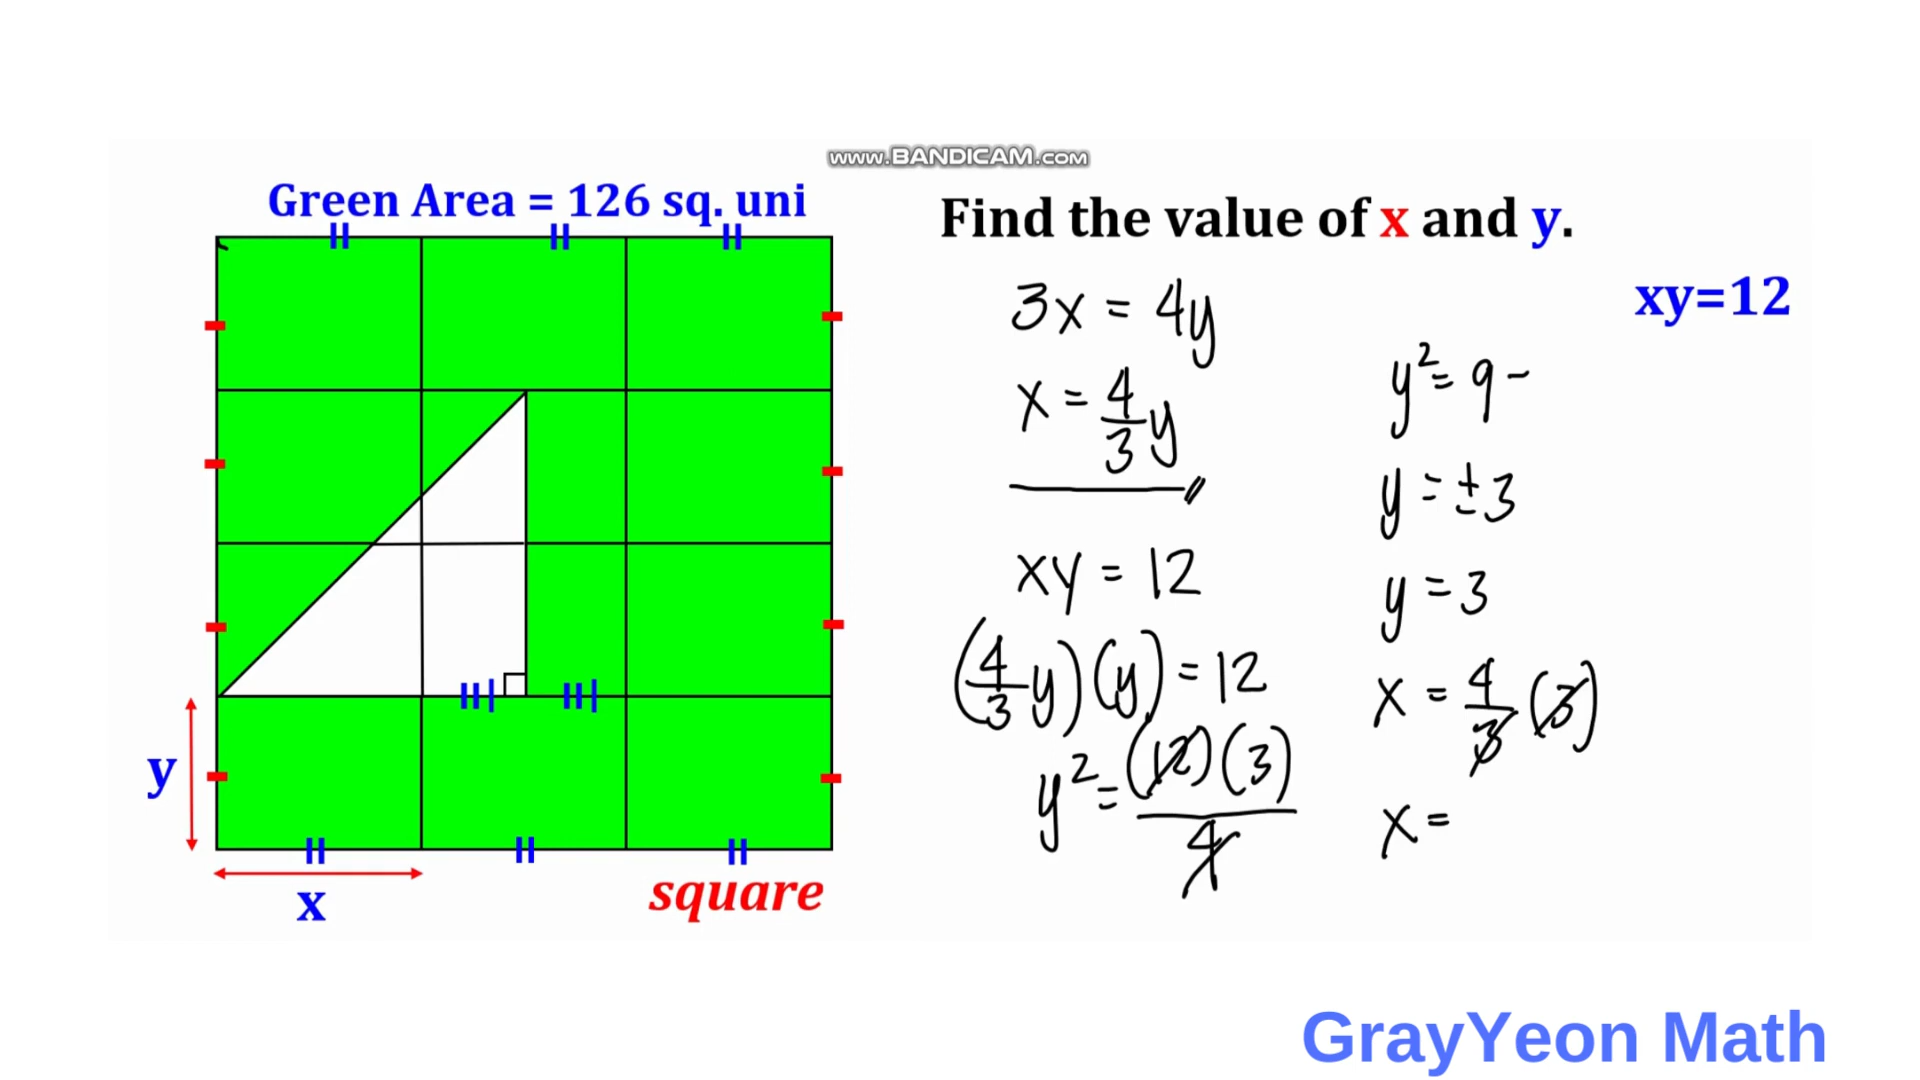 www.BANDICAM.com
Green Area = 126 sq. uni
Find the value of x and y.
xy=12
3x = 4y
x = 4/3 y
xy = 12
(4/3 y)(y) = 12
y² = (12)(3)/4
y² = 9
y = ±3
y = 3
x = 4/3 (3)
x =
y
x
square
GrayYeon Math